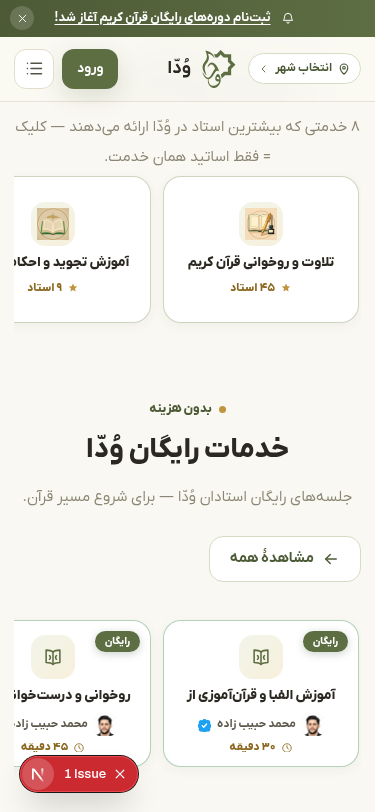 ثبت‌نام دوره‌های رایگان قرآن کریم آغاز شد!
انتخاب شهر
وُدّا
ورود
۸ خدمتی که بیشترین استاد در وُدّا ارائه می‌دهند — کلیک
= فقط اساتید همان خدمت.
تلاوت و روخوانی قرآن کریم
۴۵ استاد
آموزش تجوید و احکام
۹ استاد
بدون هزینه
خدمات رایگان وُدّا
جلسه‌های رایگان استادان وُدّا — برای شروع مسیر قرآن.
مشاهدهٔ همه
رایگان
آموزش الفبا و قرآن‌آموزی از
محمد حبیب زاده
۳۰ دقیقه
رایگان
روخوانی و درست‌خوانی
محمد حبیب زاده
۴۵ دقیقه
1 Issue